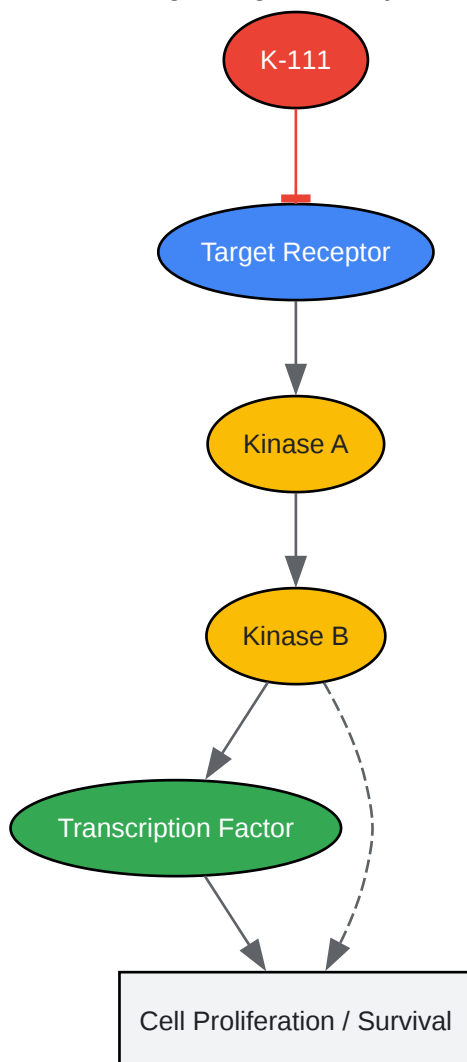 K-111
Target Receptor
Kinase A
Kinase B
Transcription Factor
Cell Proliferation / Survival